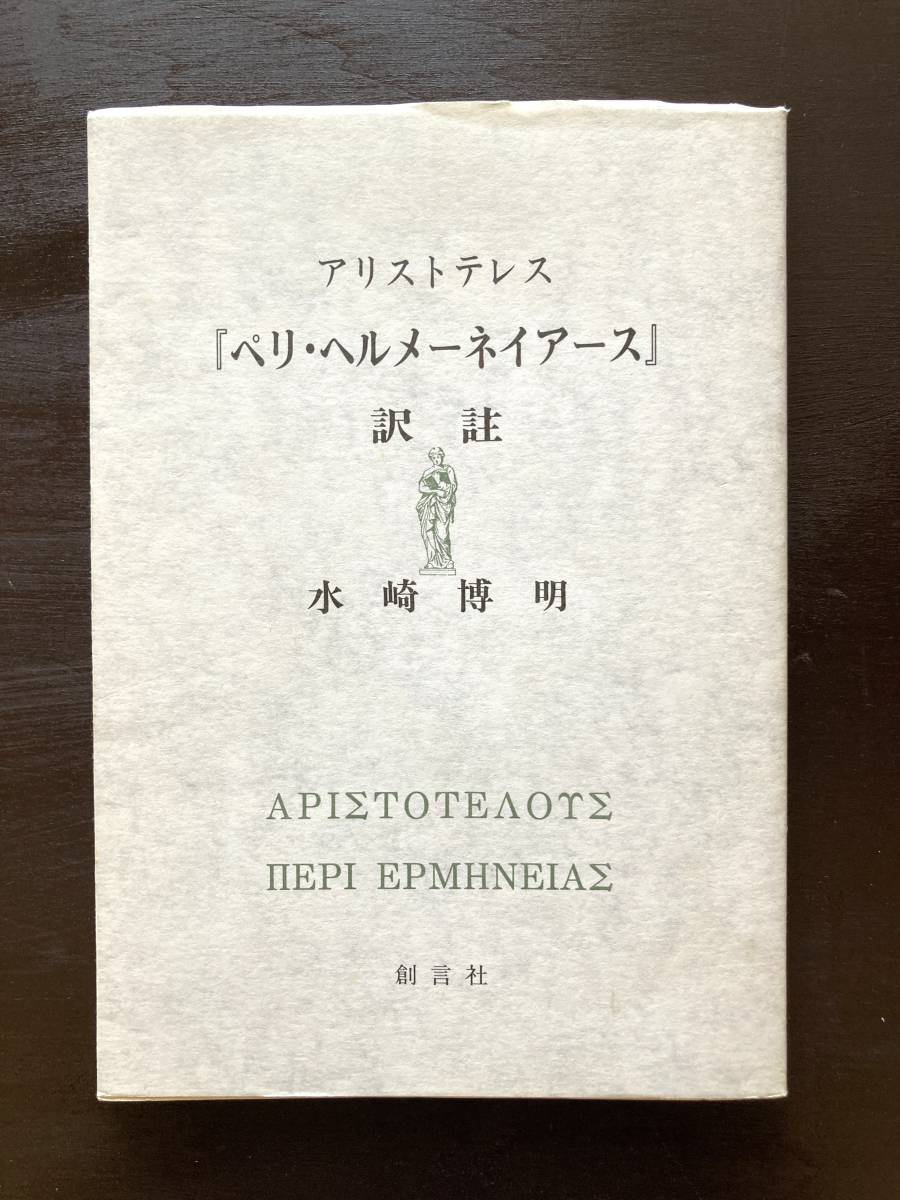 アリストテレス
『ペリ・ヘルメーネイアース』
訳註
水崎博明
ΑΡΙΣΤΟΤΕΛΟΥΣ
ΠΕΡΙ ΕΡΜΗΝΕΙΑΣ
創言社